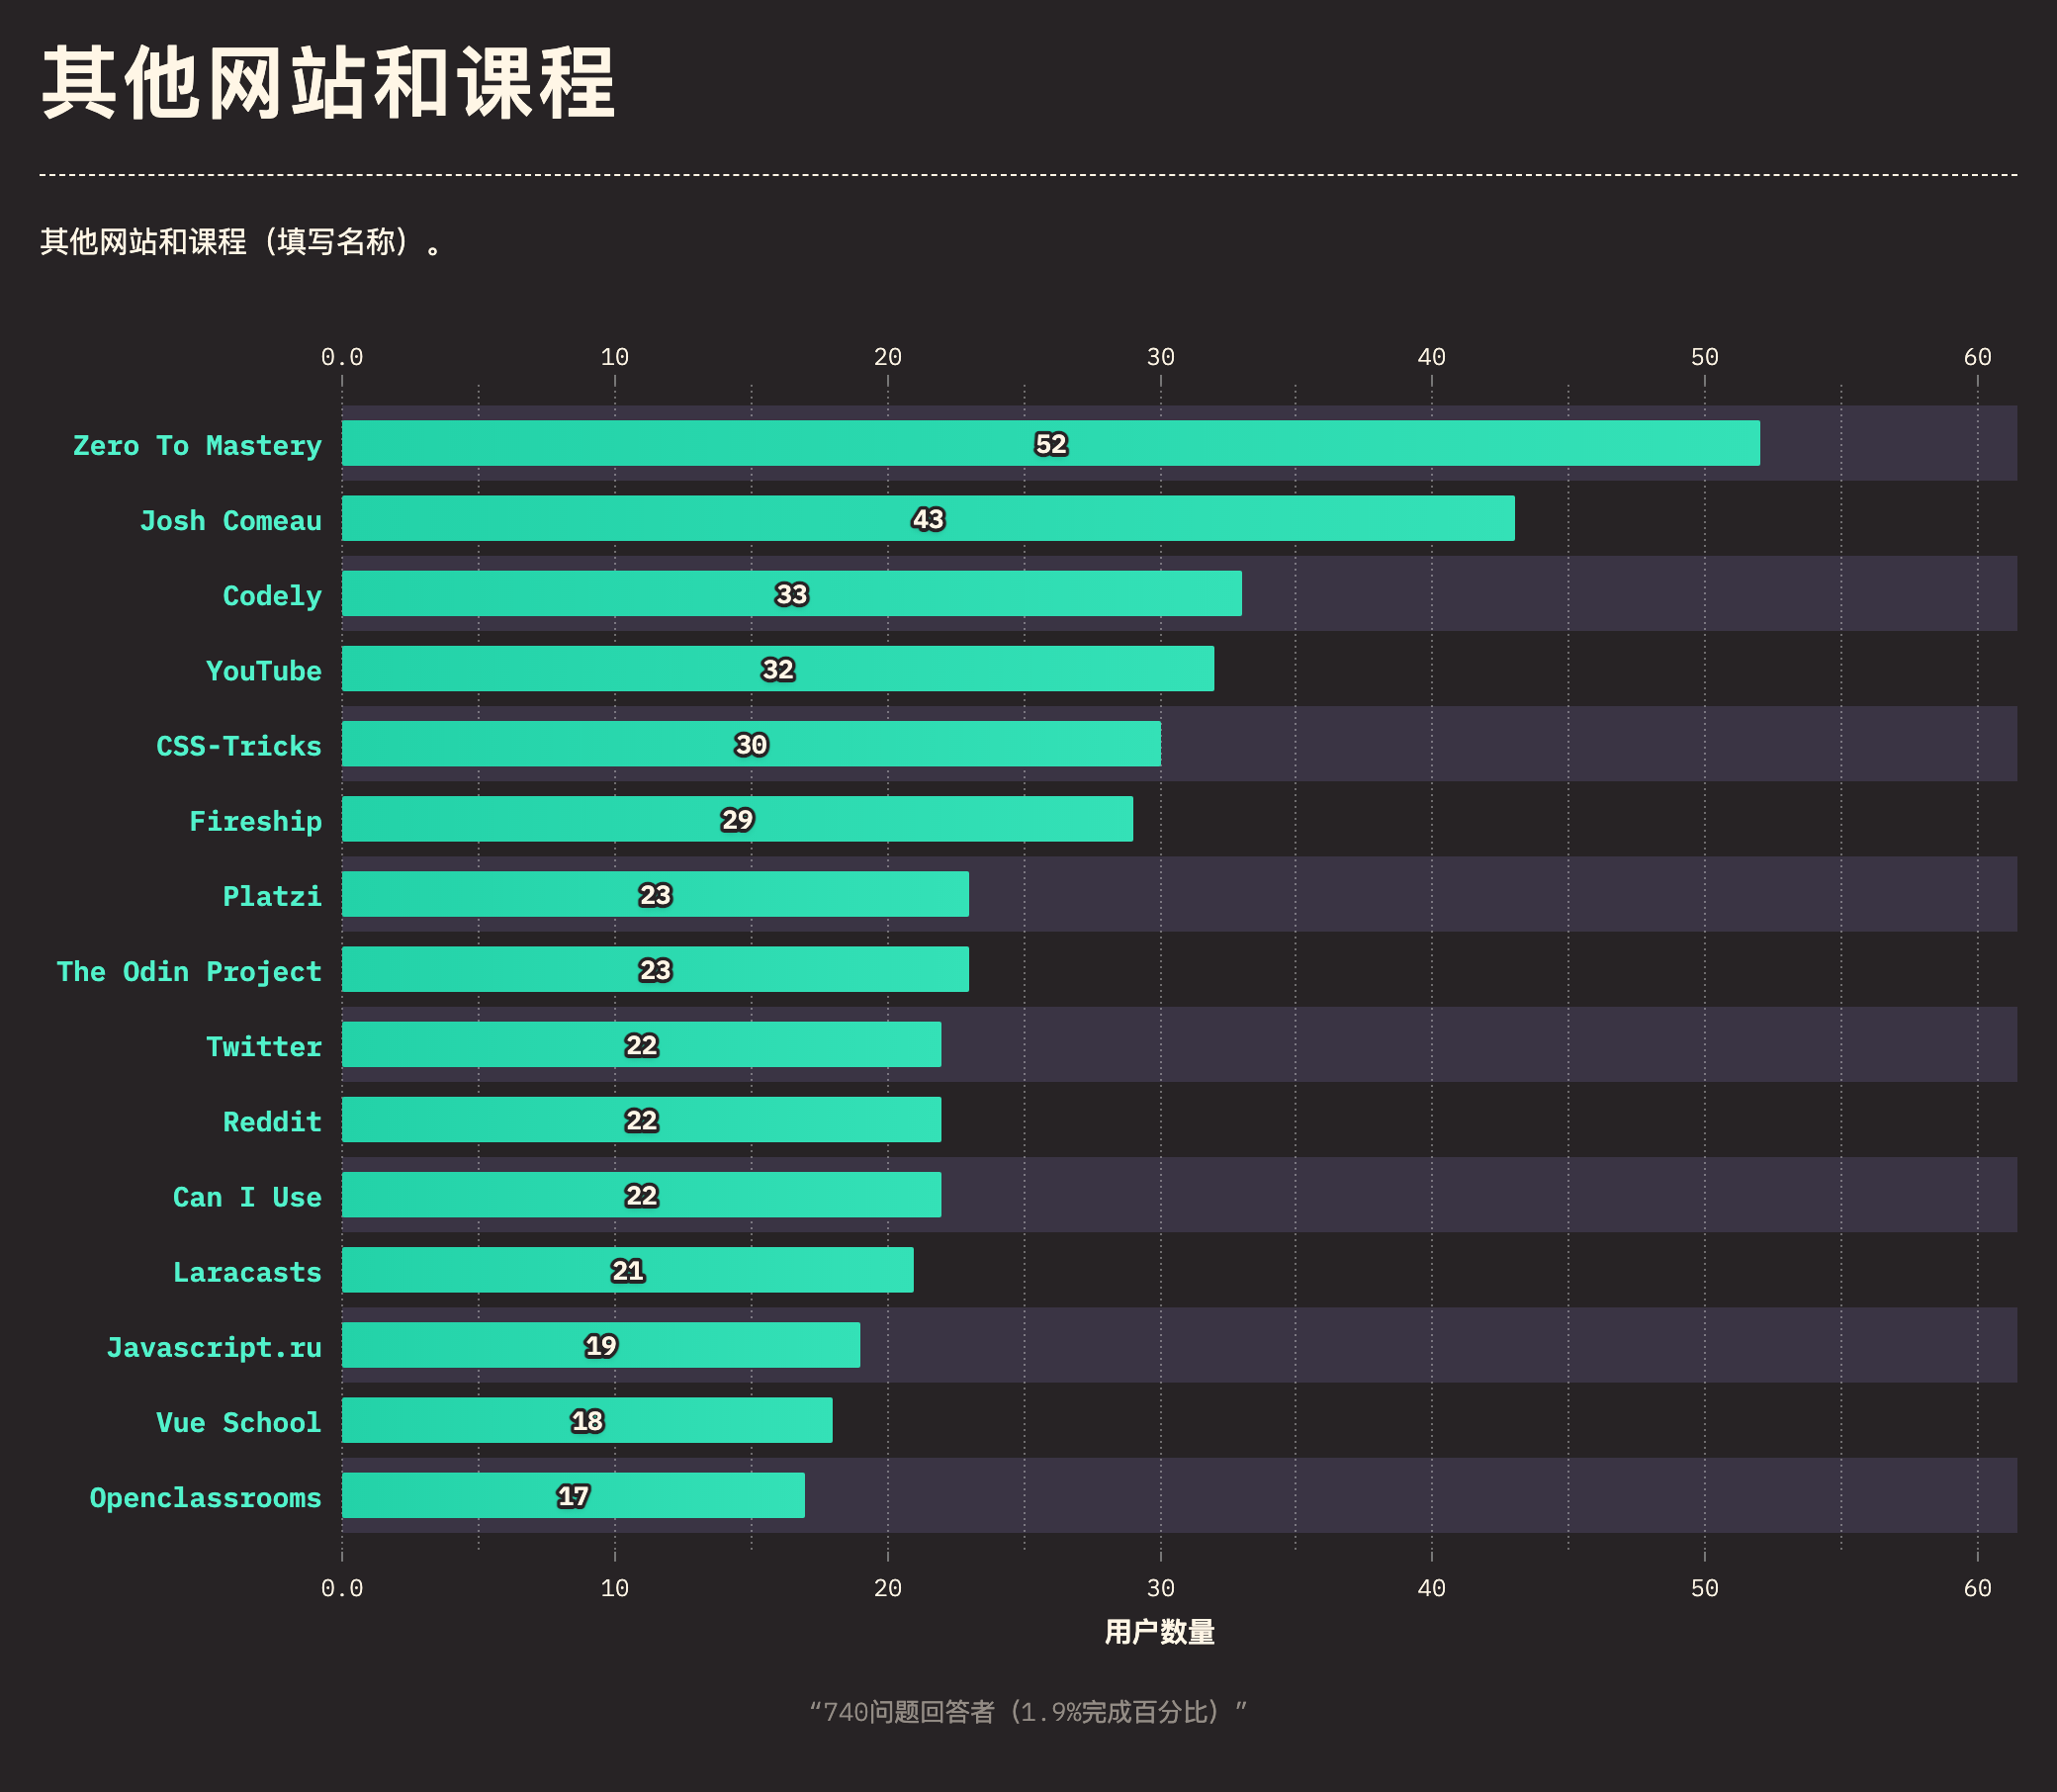 其他网站和课程
其他网站和课程（填写名称）。
0.0 10 20 30 40 50 60
Zero To Mastery 52
Josh Comeau 43
Codely 33
YouTube 32
CSS-Tricks 30
Fireship 29
Platzi 23
The Odin Project 23
Twitter 22
Reddit 22
Can I Use 22
Laracasts 21
Javascript.ru 19
Vue School 18
Openclassrooms 17
0.0 10 20 30 40 50 60
用户数量
“740问题回答者（1.9%完成百分比）”